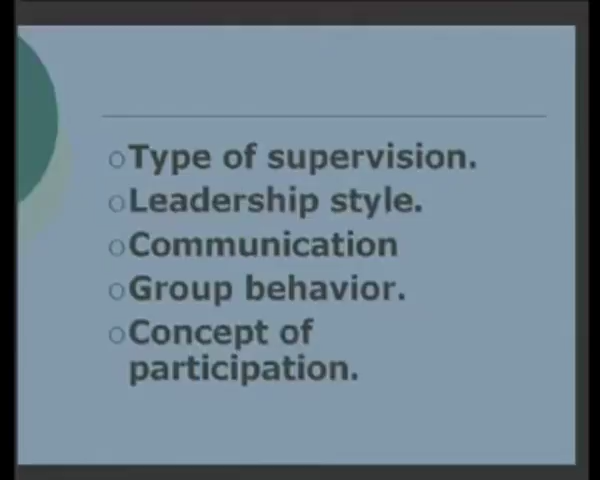 Type of supervision.
Leadership style.
Communication
Group behavior.
Concept of
participation.